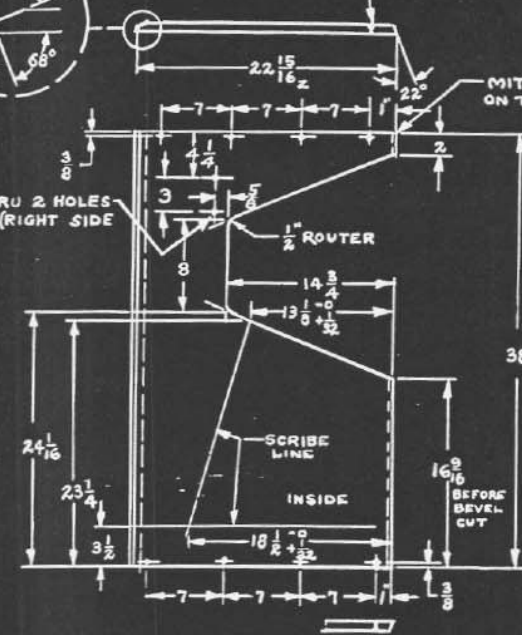 68°
22 15/16 z
22°
7 7 7 1"
MIT
ON T
3/8
4 1/4
2
3
5/8
RU 2 HOLES
(RIGHT SIDE
1/2" ROUTER
8
14 3/4
13 1/8 -0 +1/32
38
24 1/16
23 1/4
SCRIBE
LINE
16 9/16
BEFORE
BEVEL
CUT
INSIDE
3 1/2
18 1/2 -0 +1/32
7 7 7 1"
3/8